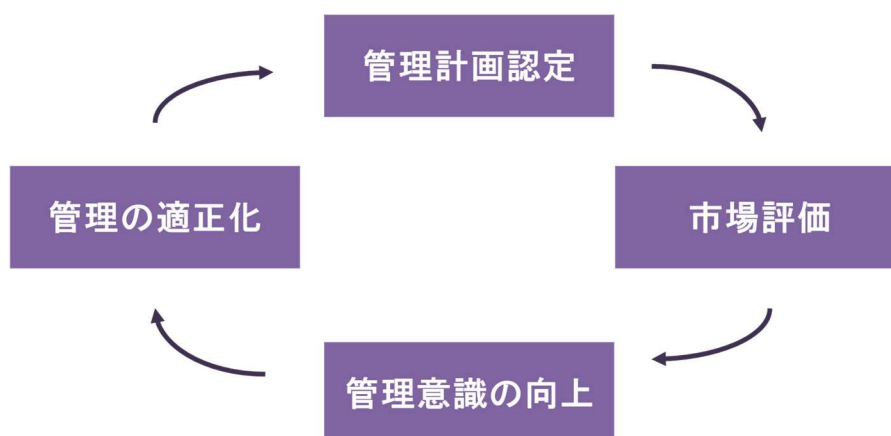 管理計画認定
管理の適正化
市場評価
管理意識の向上